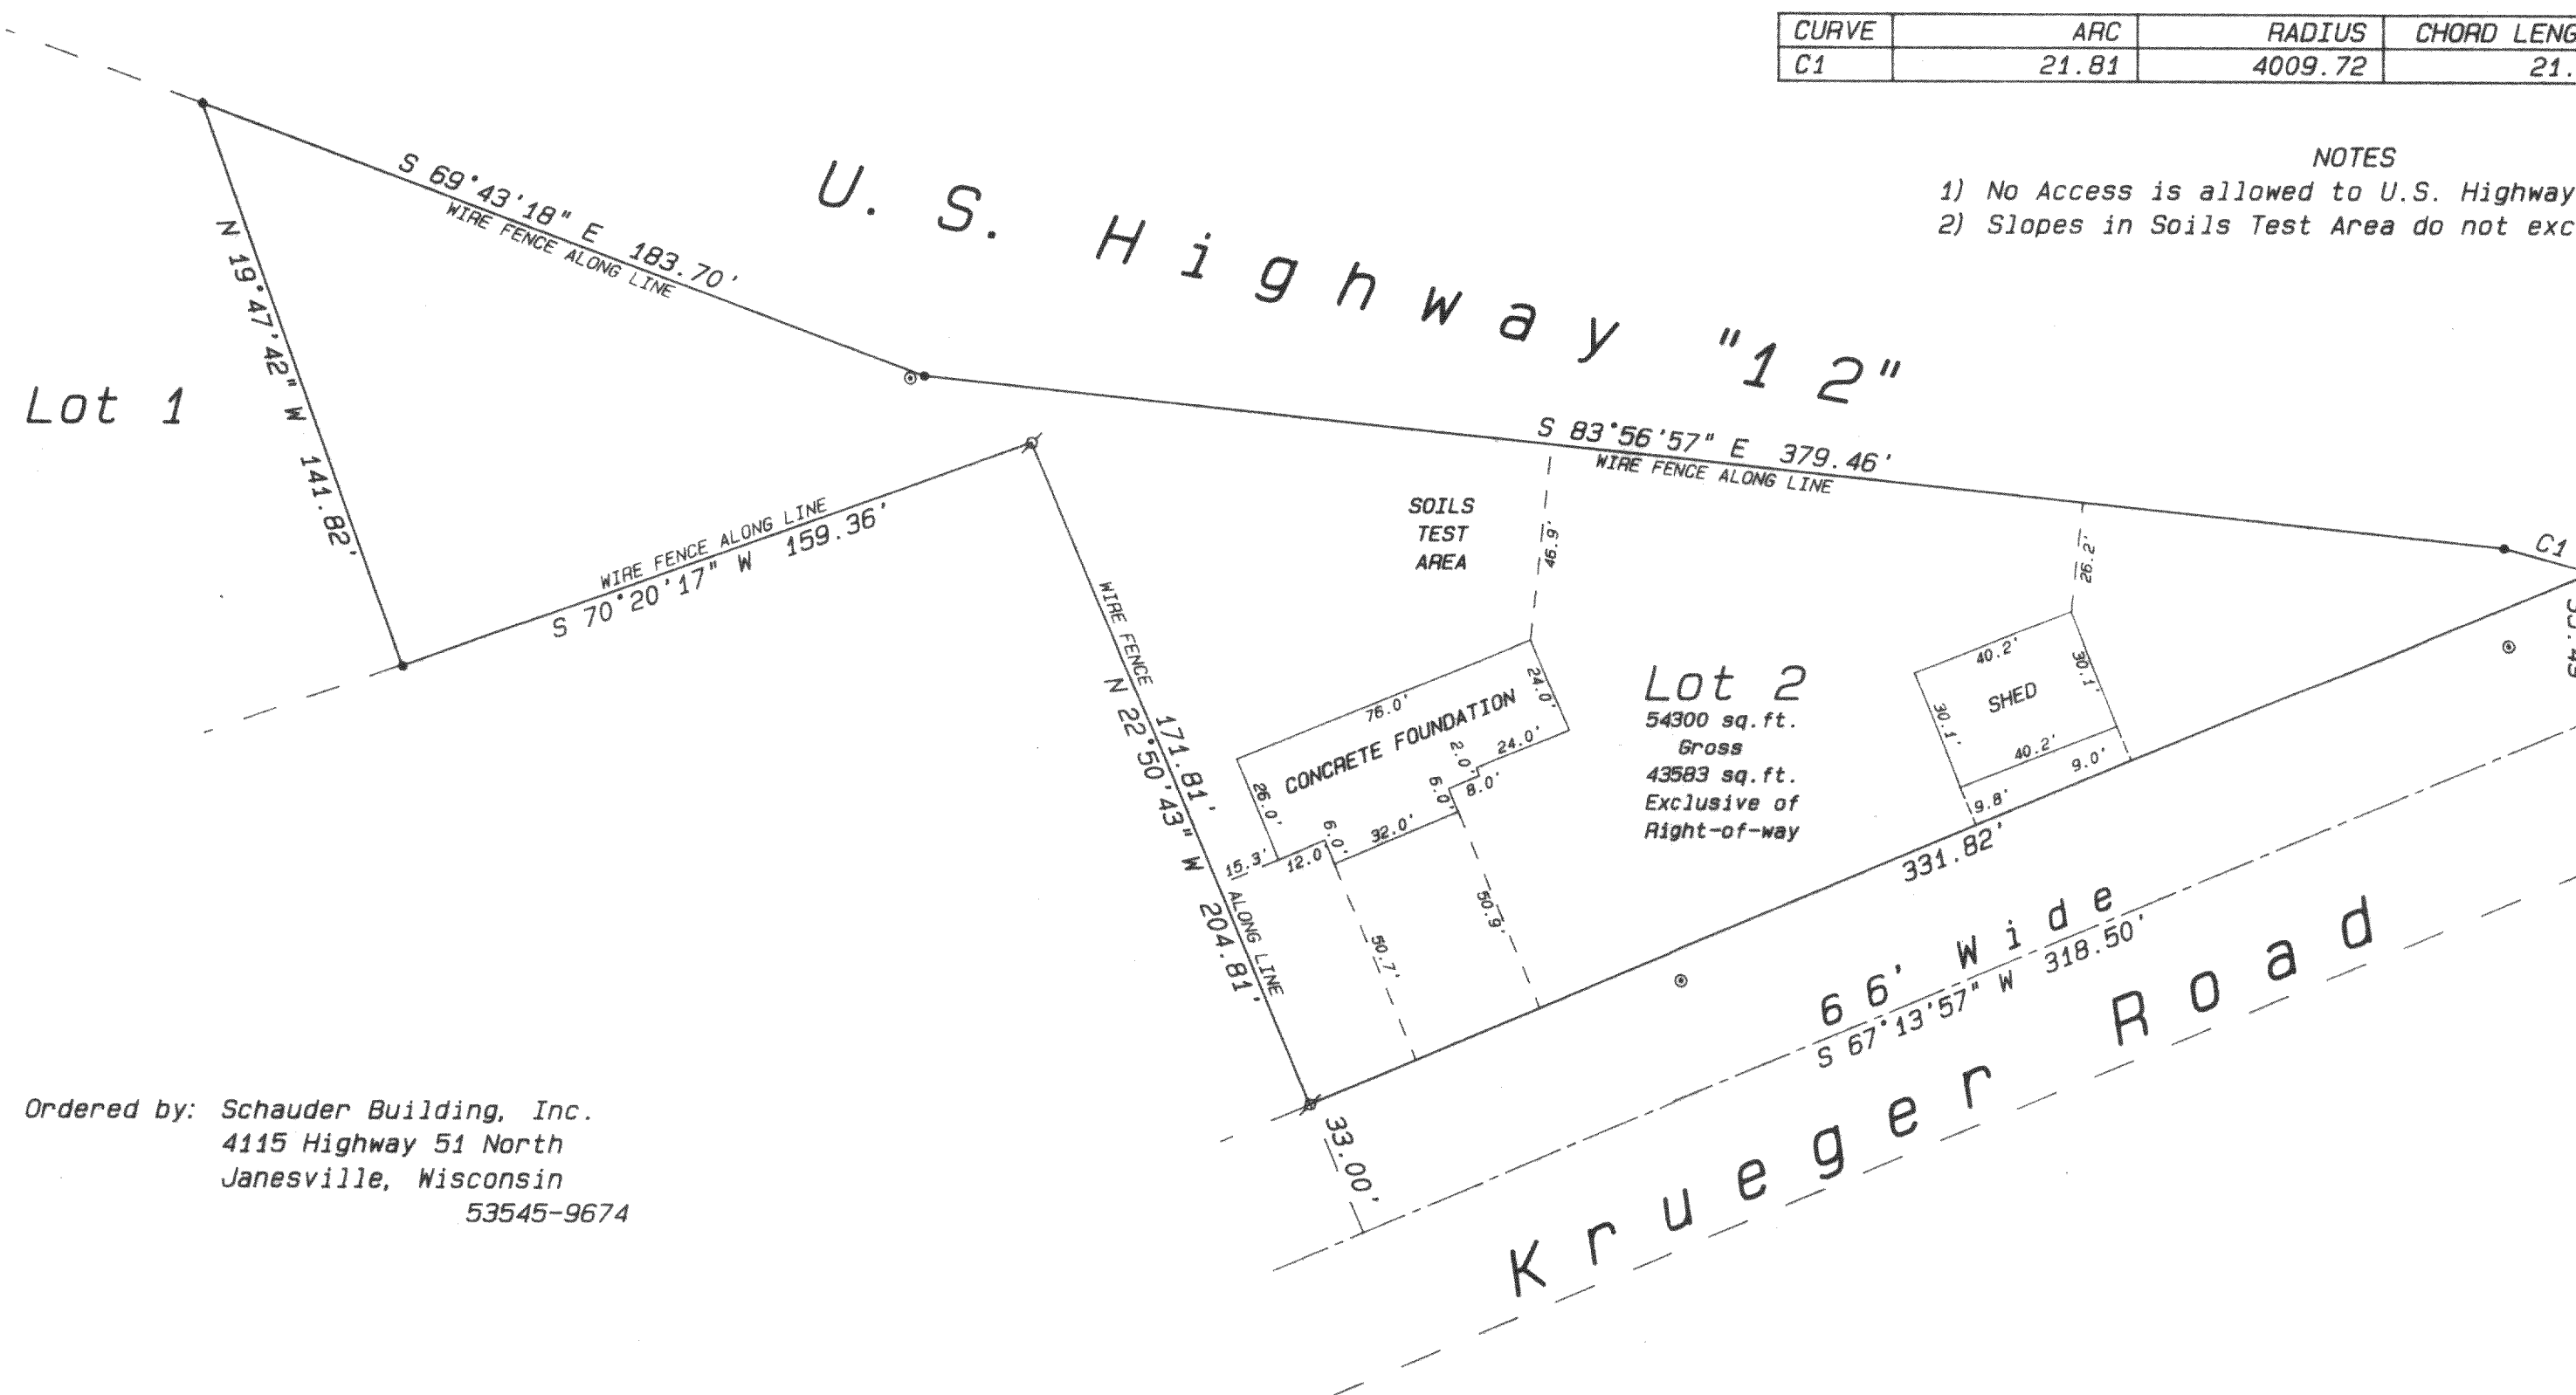 CURVE ARC RADIUS CHORD LENG
C1 21.81 4009.72 21.
NOTES
1) No Access is allowed to U.S. Highway
2) Slopes in Soils Test Area do not exc
U. S. Highway "12"
S 69°43'18" E 183.70'
WIRE FENCE ALONG LINE
N 19°47'42" W 141.82'
Lot 1
S 83°56'57" E 379.46'
WIRE FENCE ALONG LINE
C1
WIRE FENCE ALONG LINE
S 70°20'17" W 159.36'
SOILS
TEST
AREA
46.9'
26.2'
WIRE FENCE ALONG LINE
171.81'
N 22°50'43" W 204.81'
76.0'
CONCRETE FOUNDATION
24.0'
26.0'
2.0'
24.0'
6.0'
8.0'
6.0'
32.0'
15.3'
12.0'
50.7'
50.9'
Lot 2
54300 sq.ft.
Gross
43583 sq.ft.
Exclusive of
Right-of-way
40.2'
SHED
30.1'
30.1'
40.2'
9.0'
9.8'
331.82'
66' Wide
S 67°13'57" W 318.50'
Krueger Road
33.00'
Ordered by: Schauder Building, Inc.
4115 Highway 51 North
Janesville, Wisconsin
53545-9674